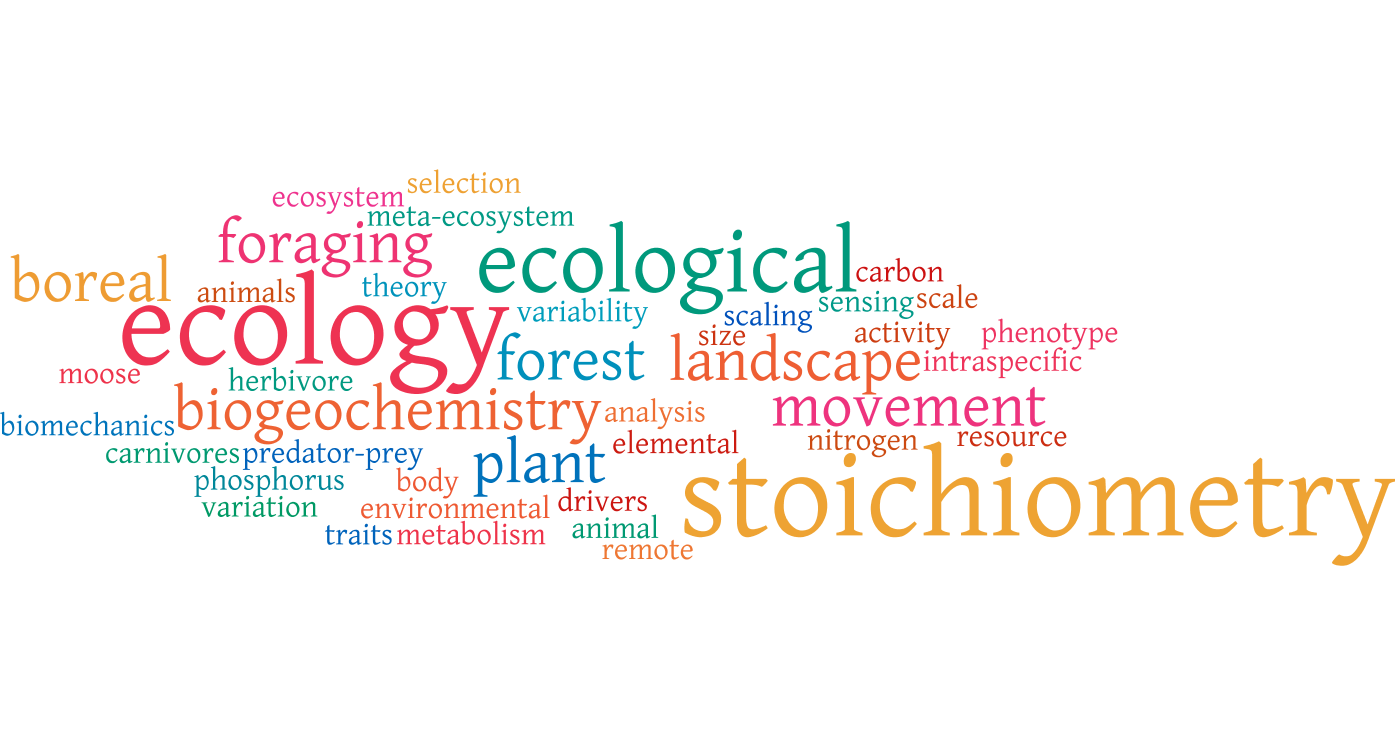 selection
ecosystem
meta-ecosystem
foraging
ecological
boreal
carbon
animals
theory
sensing
scale
ecology
variability
scaling
size
activity
phenotype
forest
landscape
intraspecific
moose
herbivore
biogeochemistry
analysis
movement
biomechanics
elemental
nitrogen
resource
carnivores
predator-prey
plant
phosphorus
body
stoichiometry
variation
environmental
drivers
traits
metabolism
animal
remote